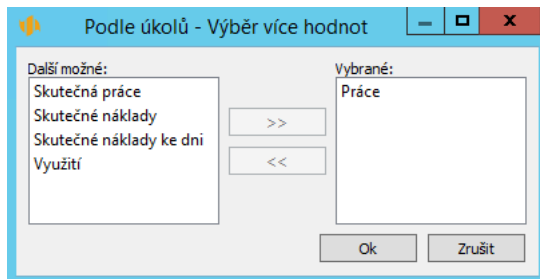 Podle úkolů - Výběr více hodnot
Další možné:
Skutečná práce
Skutečné náklady
Skutečné náklady ke dni
Využití
>>
<<
Vybrané:
Práce
Ok
Zrušit